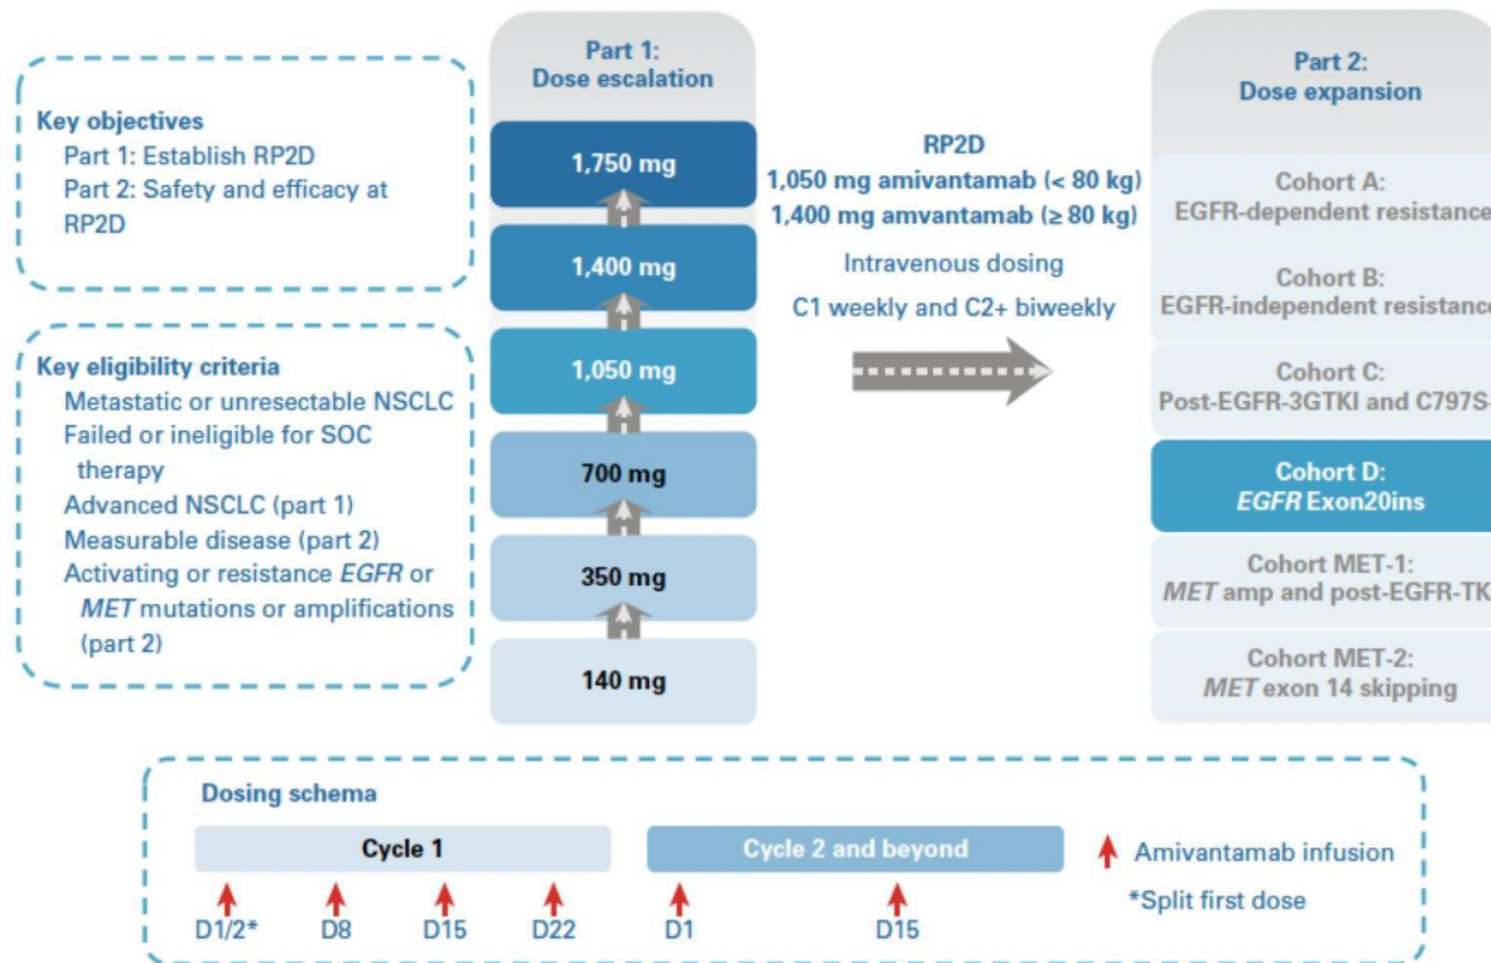 Key objectives
Part 1: Establish RP2D
Part 2: Safety and efficacy at
RP2D
Key eligibility criteria
Metastatic or unresectable NSCLC
Failed or ineligible for SOC
therapy
Advanced NSCLC (part 1)
Measurable disease (part 2)
Activating or resistance EGFR or
MET mutations or amplifications
(part 2)
Part 1:
Dose escalation
1,750 mg
1,400 mg
1,050 mg
700 mg
350 mg
140 mg
RP2D
1,050 mg amivantamab (< 80 kg)
1,400 mg amvantamab (≥ 80 kg)
Intravenous dosing
C1 weekly and C2+ biweekly
Part 2:
Dose expansion
Cohort A:
EGFR-dependent resistance
Cohort B:
EGFR-independent resistance
Cohort C:
Post-EGFR-3GTKI and C797S-
Cohort D:
EGFR Exon20ins
Cohort MET-1:
MET amp and post-EGFR-TK
Cohort MET-2:
MET exon 14 skipping
Dosing schema
Cycle 1
Cycle 2 and beyond
D1/2* D8 D15 D22 D1 D15
Amivantamab infusion
*Split first dose